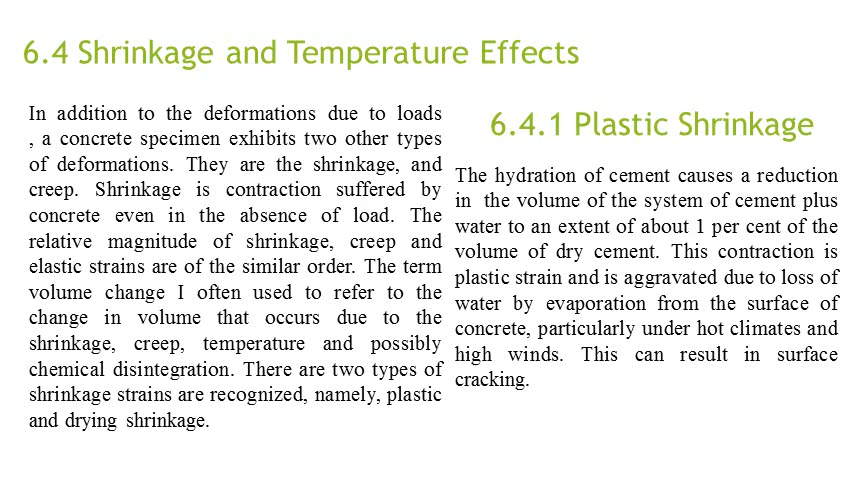 6.4 Shrinkage and Temperature Effects
In addition to the deformations due to loads
, a concrete specimen exhibits two other types
of deformations. They are the shrinkage, and
creep. Shrinkage is contraction suffered by
concrete even in the absence of load. The
relative magnitude of shrinkage, creep and
elastic strains are of the similar order. The term
volume change I often used to refer to the
change in volume that occurs due to the
shrinkage, creep, temperature and possibly
chemical disintegration. There are two types of
shrinkage strains are recognized, namely, plastic
and drying shrinkage.
6.4.1 Plastic Shrinkage
The hydration of cement causes a reduction
in the volume of the system of cement plus
water to an extent of about 1 per cent of the
volume of dry cement. This contraction is
plastic strain and is aggravated due to loss of
water by evaporation from the surface of
concrete, particularly under hot climates and
high winds. This can result in surface
cracking.